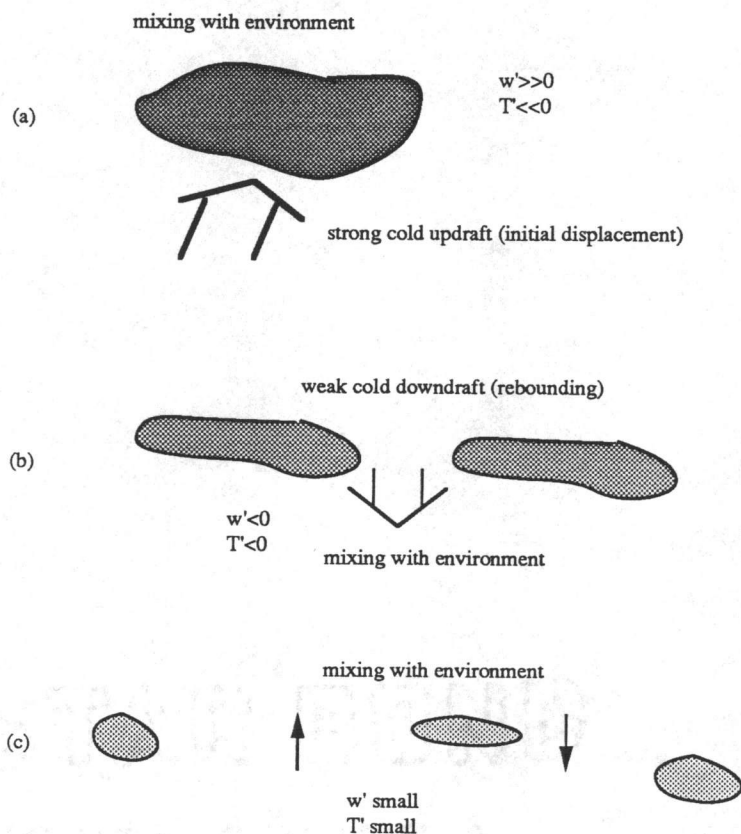 mixing with environment
(a)
w'>>0
T'<<0
strong cold updraft (initial displacement)
weak cold downdraft (rebounding)
(b)
w'<0
T'<0
mixing with environment
mixing with environment
(c)
w' small
T' small